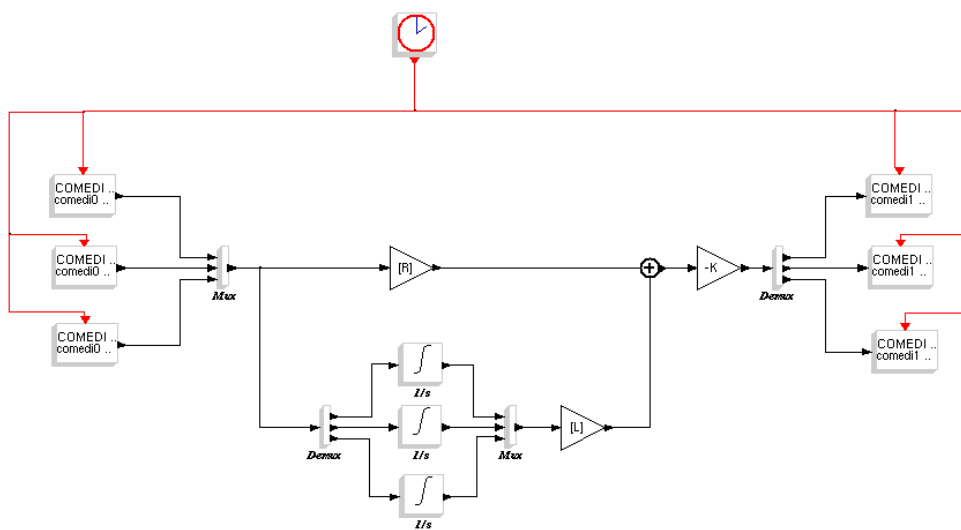 COMEDI ..
comedi0 ..
COMEDI ..
comedi1 ..
COMEDI ..
comedi0 ..
Mux
[R]
-K
Demux
COMEDI ..
comedi1 ..
COMEDI ..
comedi0 ..
COMEDI ..
comedi1 ..
1/s
Demux
1/s
Mux
[L]
1/s